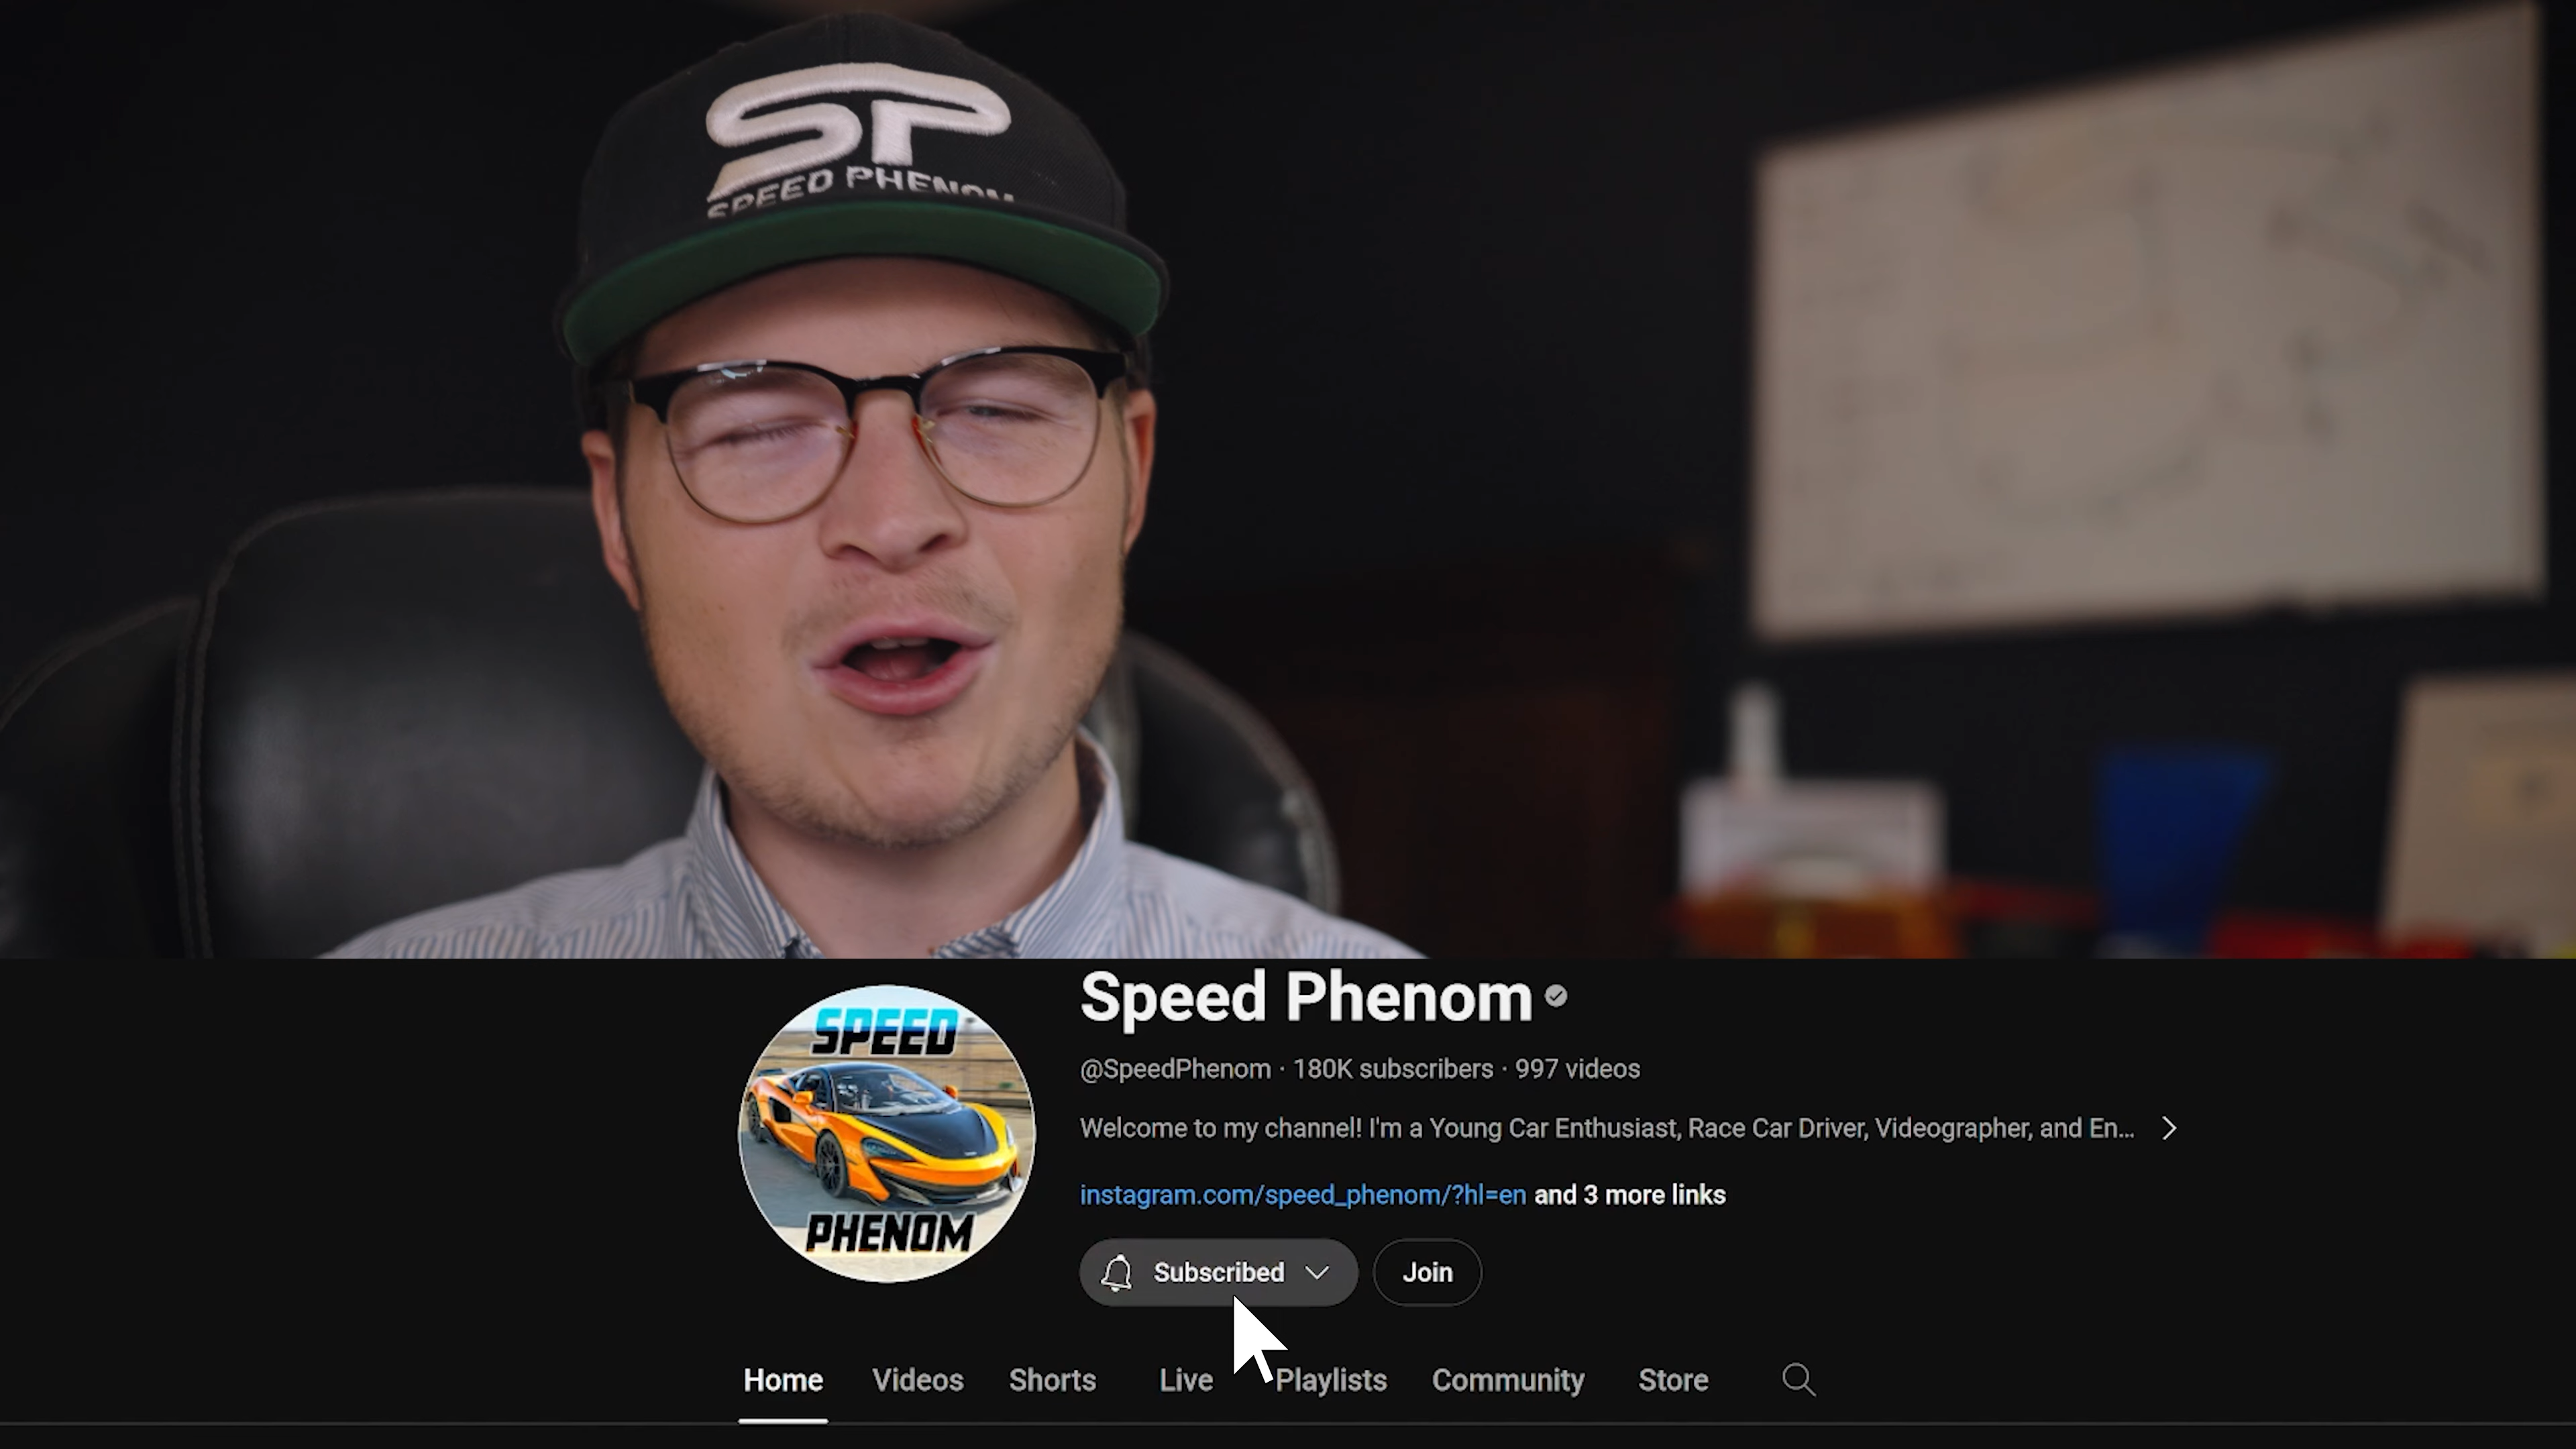 SP
SPEED PHENOM
Speed Phenom
SPEED
PHENOM
@SpeedPhenom · 180K subscribers · 997 videos
Welcome to my channel! I'm a Young Car Enthusiast, Race Car Driver, Videographer, and En...
instagram.com/speed_phenom/?hl=en and 3 more links
Subscribed
Join
Home Videos Shorts Live Playlists Community Store